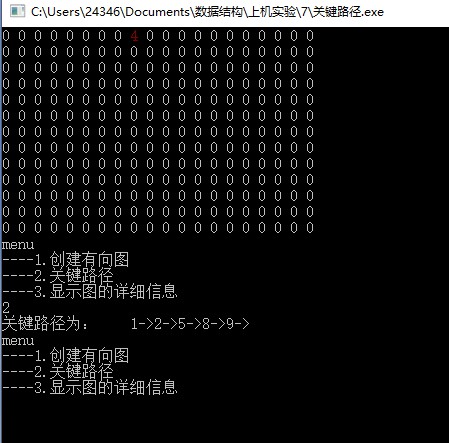 C:\Users\24346\Documents\数据结构\上机实验\7\关键路径.exe
0 0 0 0 0 0 0 0 4 0 0 0 0 0 0 0 0 0 0 0
0 0 0 0 0 0 0 0 0 0 0 0 0 0 0 0 0 0 0 0
0 0 0 0 0 0 0 0 0 0 0 0 0 0 0 0 0 0 0 0
0 0 0 0 0 0 0 0 0 0 0 0 0 0 0 0 0 0 0 0
0 0 0 0 0 0 0 0 0 0 0 0 0 0 0 0 0 0 0 0
0 0 0 0 0 0 0 0 0 0 0 0 0 0 0 0 0 0 0 0
0 0 0 0 0 0 0 0 0 0 0 0 0 0 0 0 0 0 0 0
0 0 0 0 0 0 0 0 0 0 0 0 0 0 0 0 0 0 0 0
0 0 0 0 0 0 0 0 0 0 0 0 0 0 0 0 0 0 0 0
0 0 0 0 0 0 0 0 0 0 0 0 0 0 0 0 0 0 0 0
0 0 0 0 0 0 0 0 0 0 0 0 0 0 0 0 0 0 0 0
0 0 0 0 0 0 0 0 0 0 0 0 0 0 0 0 0 0 0 0
0 0 0 0 0 0 0 0 0 0 0 0 0 0 0 0 0 0 0 0
menu
----1.创建有向图
----2.关键路径
----3.显示图的详细信息
2
关键路径为：    1->2->5->8->9->
menu
----1.创建有向图
----2.关键路径
----3.显示图的详细信息